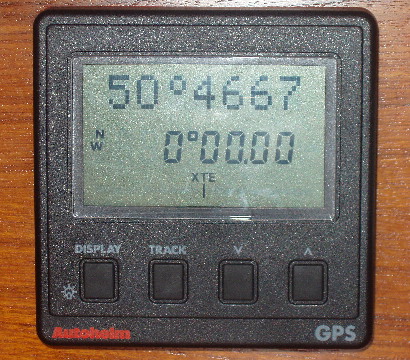 50°4667
N
W 0°00.00
XTE
DISPLAY TRACK V Λ
Autohelm GPS